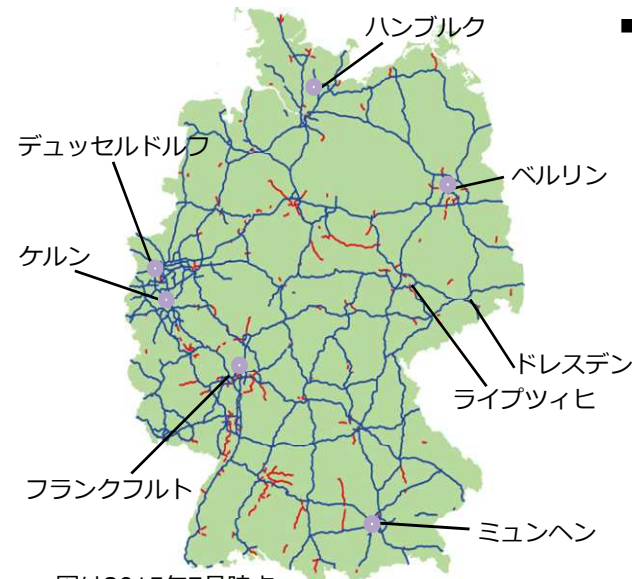 ハンブルク
■
デュッセルドルフ
ベルリン
ケルン
ドレスデン
ライプツィヒ
フランクフルト
ミュンヘン